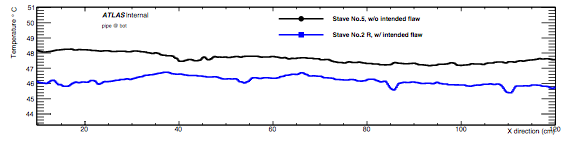 51
50
49
48
47
46
45
44
Temperature ° C
ATLAS Internal
pipe @ bot
Stave No.5, w/o intended flaw
Stave No.2 R, w/ intended flaw
20 40 60 80 100 120
X direction (cm)